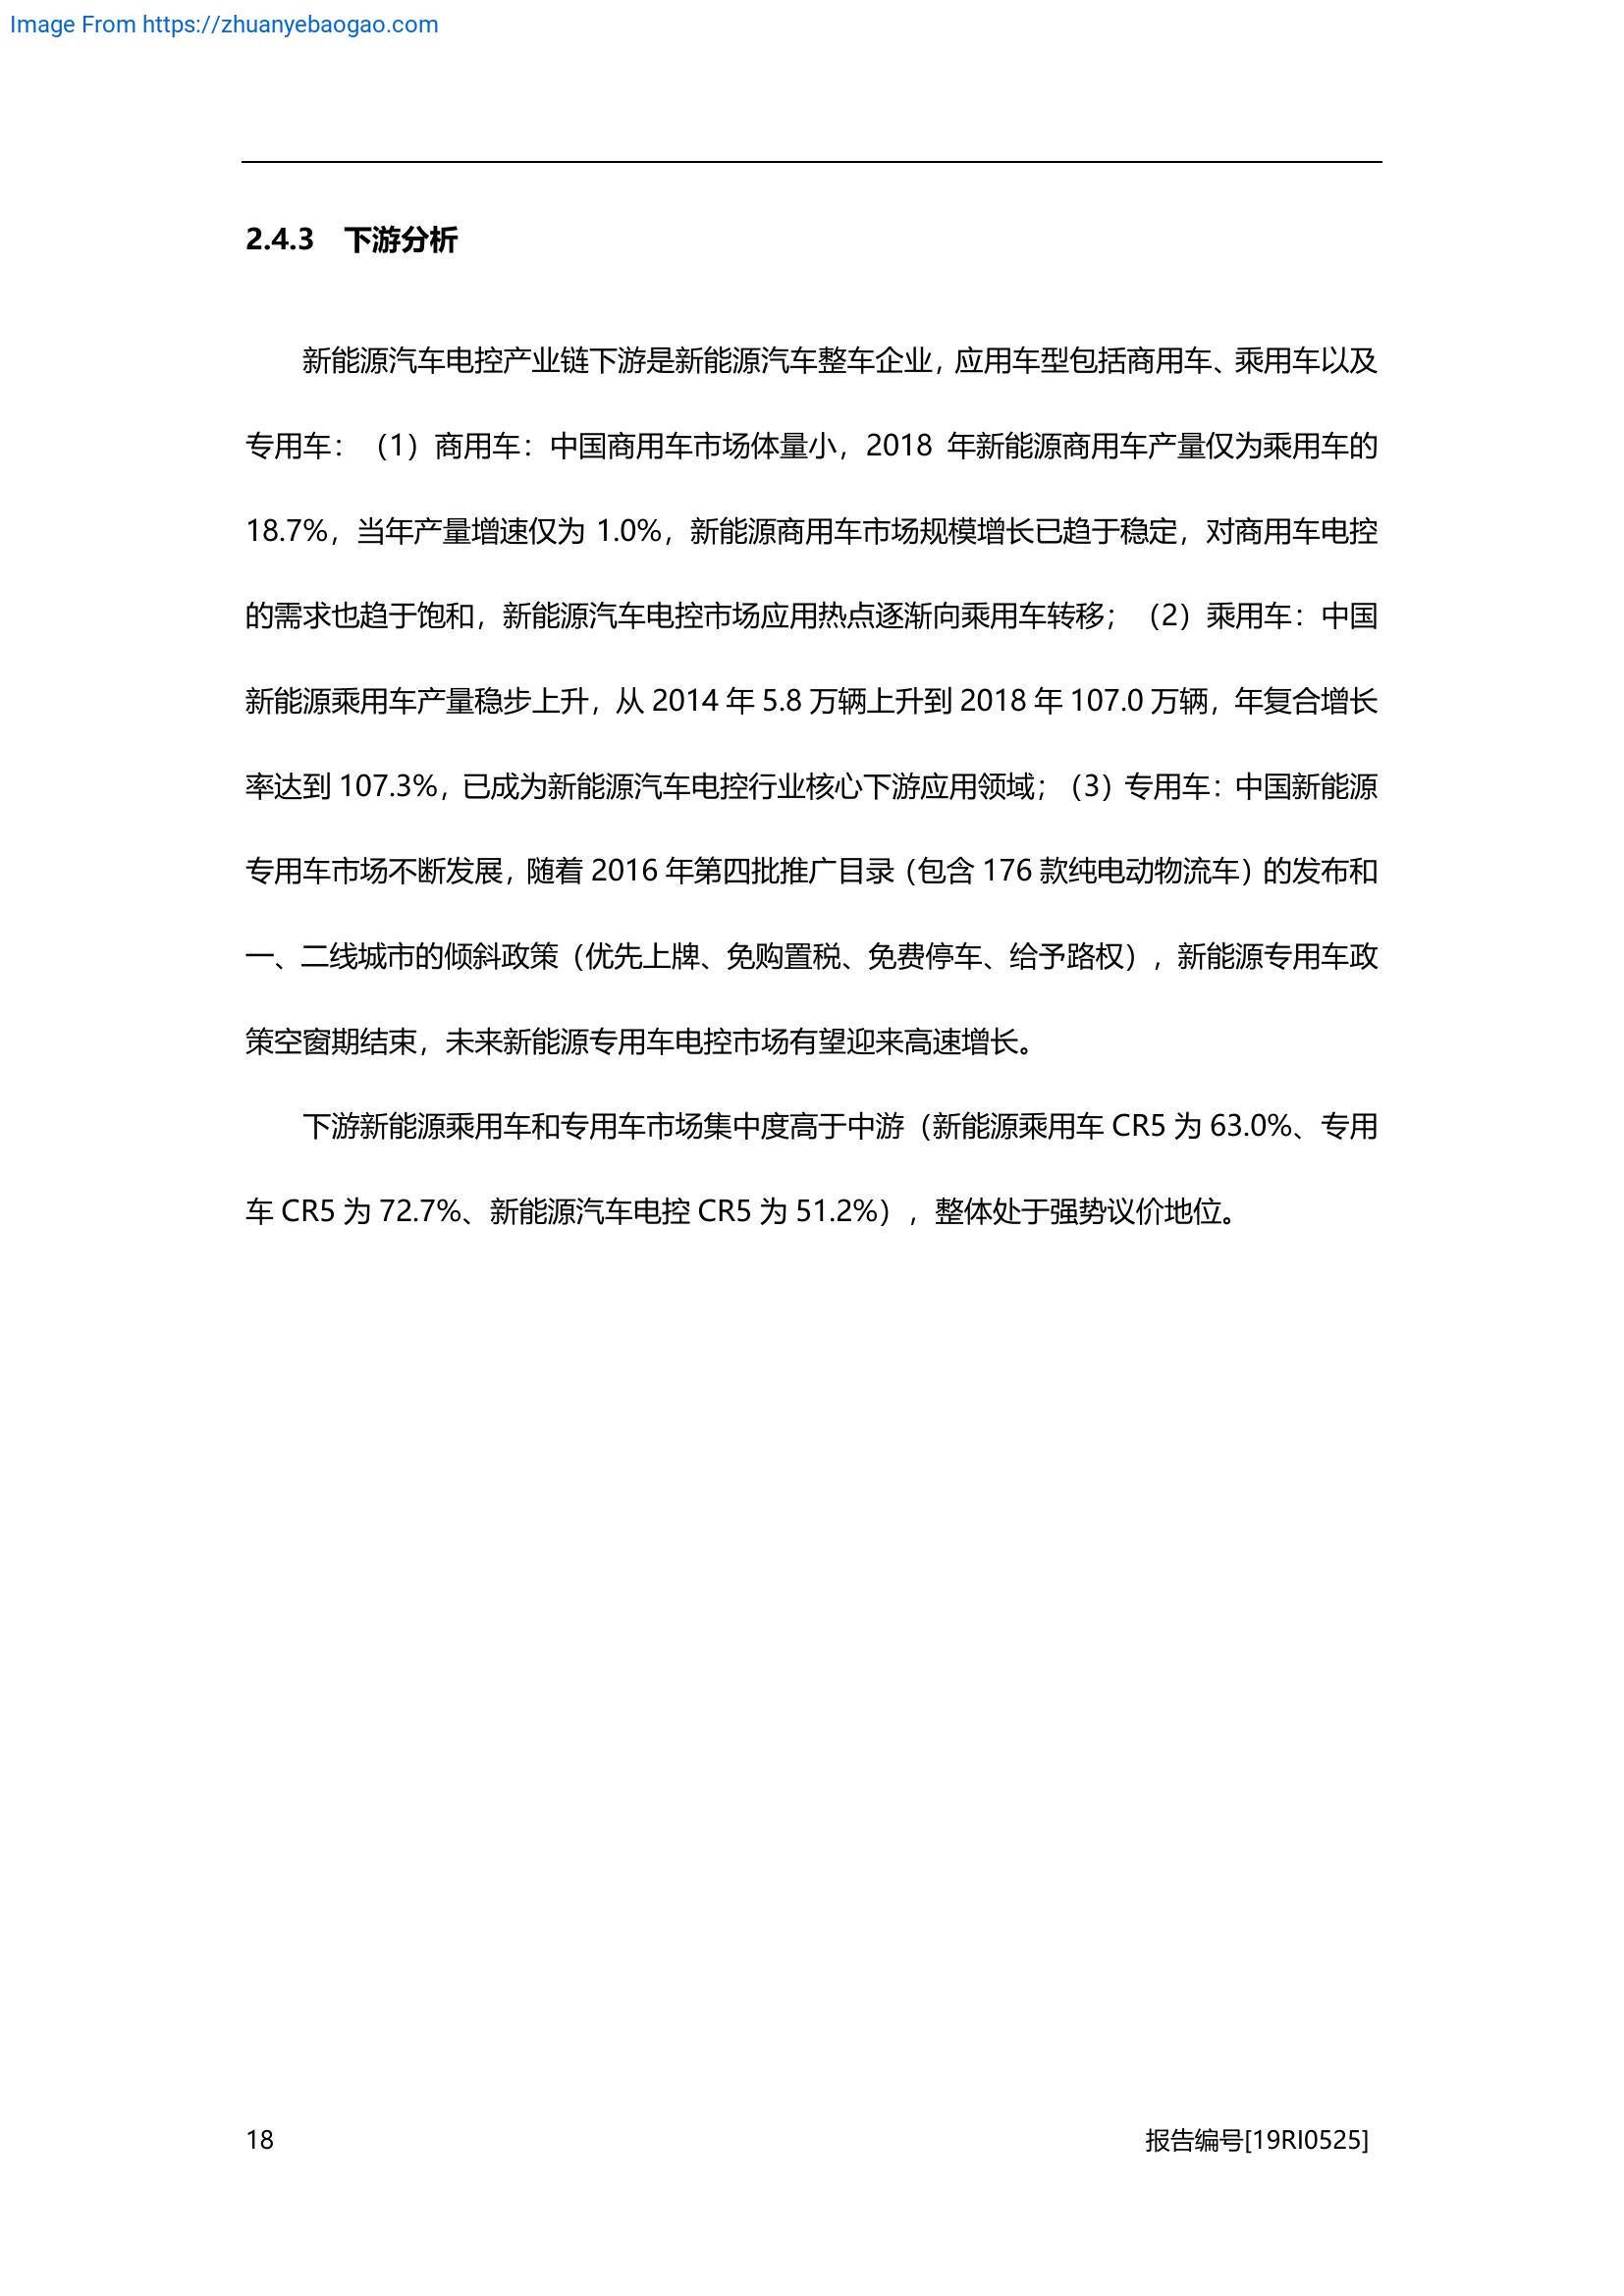 Image From https://zhuanyebaogao.com
2.4.3 下游分析
新能源汽车电控产业链下游是新能源汽车整车企业，应用车型包括商用车、乘用车以及
专用车：（1）商用车：中国商用车市场体量小，2018 年新能源商用车产量仅为乘用车的
18.7%，当年产量增速仅为 1.0%，新能源商用车市场规模增长已趋于稳定，对商用车电控
的需求也趋于饱和，新能源汽车电控市场应用热点逐渐向乘用车转移；（2）乘用车：中国
新能源乘用车产量稳步上升，从 2014 年 5.8 万辆上升到 2018 年 107.0 万辆，年复合增长
率达到 107.3%，已成为新能源汽车电控行业核心下游应用领域；（3）专用车：中国新能源
专用车市场不断发展，随着 2016 年第四批推广目录（包含 176 款纯电动物流车）的发布和
一、二线城市的倾斜政策（优先上牌、免购置税、免费停车、给予路权），新能源专用车政
策空窗期结束，未来新能源专用车电控市场有望迎来高速增长。
下游新能源乘用车和专用车市场集中度高于中游（新能源乘用车 CR5 为 63.0%、专用
车 CR5 为 72.7%、新能源汽车电控 CR5 为 51.2%），整体处于强势议价地位。
18 报告编号[19RI0525]